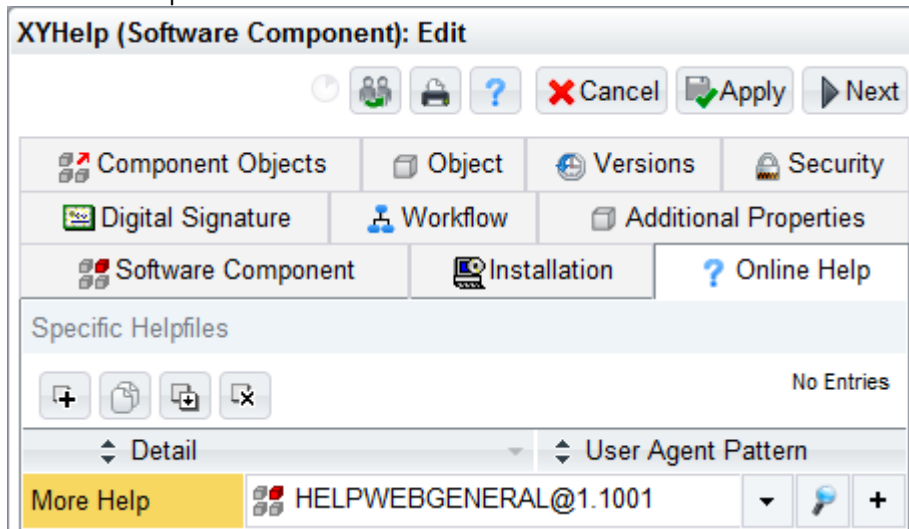 XYHelp (Software Component): Edit
Cancel Apply Next
Component Objects Object Versions Security
Digital Signature Workflow Additional Properties
Software Component Installation Online Help
Specific Helpfiles
No Entries
Detail User Agent Pattern
More Help HELPWEBGENERAL@1.1001